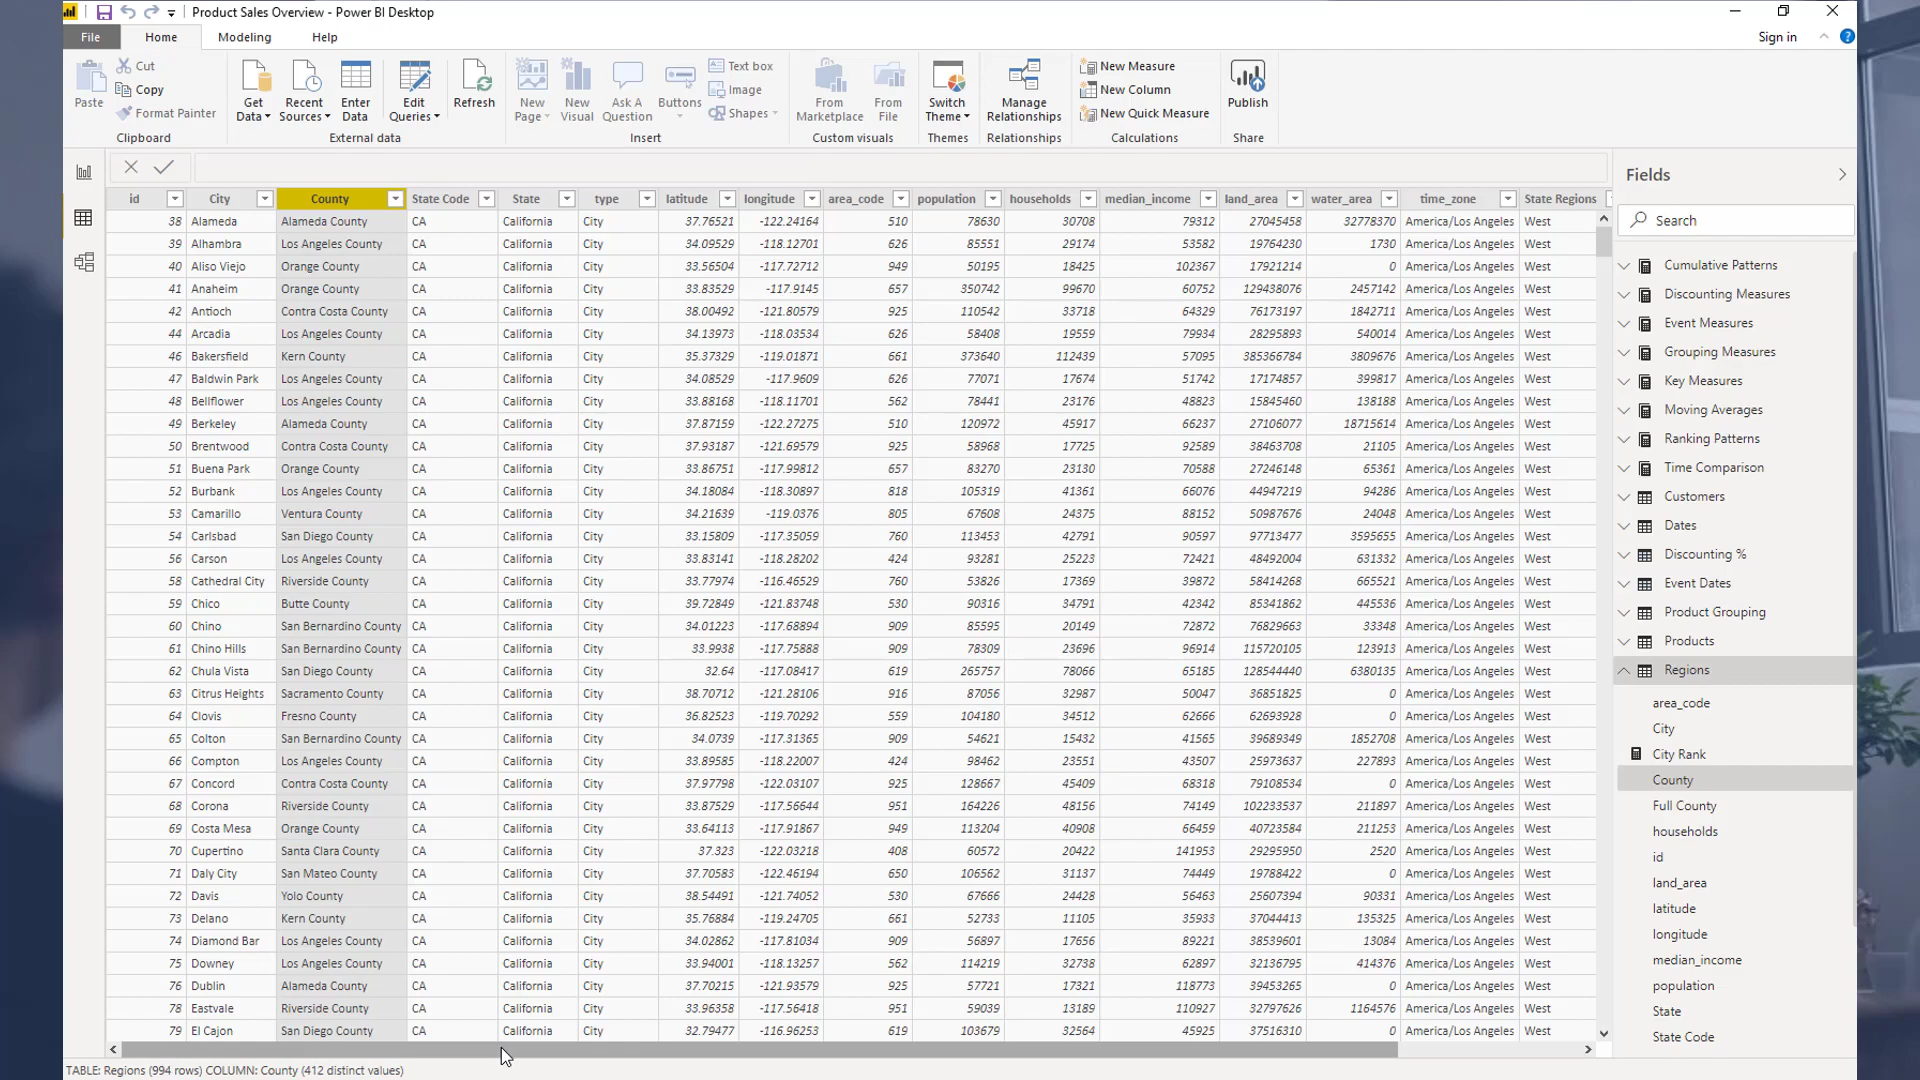 Product Sales Overview - Power BI Desktop
File Home Modeling Help Sign in
Paste Cut Copy Format Painter Clipboard
Get Data Recent Sources Enter Data Edit Queries Refresh External data
New Page New Visual Ask A Question Buttons Text box Image Shapes Insert
From Marketplace From File Custom visuals
Switch Theme Themes
Manage Relationships Relationships
New Measure New Column New Quick Measure Calculations
Publish Share
id City County State Code State type latitude longitude area_code population households median_income land_area water_area time_zone State Regions
38 Alameda Alameda County CA California City 37.76521 -122.24164 510 78630 30708 79312 27045458 32778370 America/Los Angeles West
39 Alhambra Los Angeles County CA California City 34.09529 -118.12701 626 85551 29174 53582 19764230 1730 America/Los Angeles West
40 Aliso Viejo Orange County CA California City 33.56504 -117.72712 949 50195 18425 102367 17921214 0 America/Los Angeles West
41 Anaheim Orange County CA California City 33.83529 -117.9145 657 350742 99670 60752 129438076 2457142 America/Los Angeles West
42 Antioch Contra Costa County CA California City 38.00492 -121.80579 925 110542 33718 64329 76173197 1842711 America/Los Angeles West
44 Arcadia Los Angeles County CA California City 34.13973 -118.03534 626 58408 19559 79934 28295893 540014 America/Los Angeles West
46 Bakersfield Kern County CA California City 35.37329 -119.01871 661 373640 112439 57095 385366784 3809676 America/Los Angeles West
47 Baldwin Park Los Angeles County CA California City 34.08529 -117.9609 626 77071 17674 51742 17174857 399817 America/Los Angeles West
48 Bellflower Los Angeles County CA California City 33.88168 -118.11701 562 78441 23176 48823 15845460 138188 America/Los Angeles West
49 Berkeley Alameda County CA California City 37.87159 -122.27275 510 120972 45917 66237 27106077 18715614 America/Los Angeles West
50 Brentwood Contra Costa County CA California City 37.93187 -121.69579 925 58968 17725 92589 38463708 21105 America/Los Angeles West
51 Buena Park Orange County CA California City 33.86751 -117.99812 657 83270 23130 70588 27246148 65361 America/Los Angeles West
52 Burbank Los Angeles County CA California City 34.18084 -118.30897 818 105319 41361 66076 44947219 94286 America/Los Angeles West
53 Camarillo Ventura County CA California City 34.21639 -119.0376 805 67608 24375 88152 50987676 24048 America/Los Angeles West
54 Carlsbad San Diego County CA California City 33.15809 -117.35059 760 113453 42791 90597 97713477 3595655 America/Los Angeles West
56 Carson Los Angeles County CA California City 33.83141 -118.28202 424 93281 25223 72421 48492004 631332 America/Los Angeles West
58 Cathedral City Riverside County CA California City 33.77974 -116.46529 760 53826 17369 39872 58414268 665521 America/Los Angeles West
59 Chico Butte County CA California City 39.72849 -121.83748 530 90316 34791 42342 85341862 445536 America/Los Angeles West
60 Chino San Bernardino County CA California City 34.01223 -117.68894 909 85595 20149 72872 76829663 33348 America/Los Angeles West
61 Chino Hills San Bernardino County CA California City 33.9938 -117.75888 909 78309 23696 96914 115720105 123913 America/Los Angeles West
62 Chula Vista San Diego County CA California City 32.64 -117.08417 619 265757 78066 65185 128544440 6380135 America/Los Angeles West
63 Citrus Heights Sacramento County CA California City 38.70712 -121.28106 916 87056 32987 50047 36851825 0 America/Los Angeles West
64 Clovis Fresno County CA California City 36.82523 -119.70292 559 104180 34512 62666 62693928 0 America/Los Angeles West
65 Colton San Bernardino County CA California City 34.0739 -117.31365 909 54621 15432 41565 39689349 1852708 America/Los Angeles West
66 Compton Los Angeles County CA California City 33.89585 -118.22007 424 98462 23551 43507 25973637 227893 America/Los Angeles West
67 Concord Contra Costa County CA California City 37.97798 -122.03107 925 128667 45409 68318 79108534 0 America/Los Angeles West
68 Corona Riverside County CA California City 33.87529 -117.56644 951 164226 48156 74149 102233537 211897 America/Los Angeles West
69 Costa Mesa Orange County CA California City 33.64113 -117.91867 949 113204 40908 66459 40723584 211253 America/Los Angeles West
70 Cupertino Santa Clara County CA California City 37.323 -122.03218 408 60572 20422 141953 29295950 2520 America/Los Angeles West
71 Daly City San Mateo County CA California City 37.70583 -122.46194 650 106562 31137 74449 19788422 0 America/Los Angeles West
72 Davis Yolo County CA California City 38.54491 -121.74052 530 67666 24428 56463 25607394 90331 America/Los Angeles West
73 Delano Kern County CA California City 35.76884 -119.24705 661 52733 11105 35933 37044413 135325 America/Los Angeles West
74 Diamond Bar Los Angeles County CA California City 34.02862 -117.81034 909 56897 17656 89221 38539601 13084 America/Los Angeles West
75 Downey Los Angeles County CA California City 33.94001 -118.13257 562 114219 32738 62897 32136795 414376 America/Los Angeles West
76 Dublin Alameda County CA California City 37.70215 -121.93579 925 57721 17321 118773 39453265 0 America/Los Angeles West
78 Eastvale Riverside County CA California City 33.96358 -117.56418 951 59039 13189 110927 32797626 1164576 America/Los Angeles West
79 El Cajon San Diego County CA California City 32.79477 -116.96253 619 103679 32564 45925 37516310 0 America/Los Angeles West
TABLE: Regions (994 rows) COLUMN: County (412 distinct values)
Fields
Search
Cumulative Patterns
Discounting Measures
Event Measures
Grouping Measures
Key Measures
Moving Averages
Ranking Patterns
Time Comparison
Customers
Dates
Discounting %
Event Dates
Product Grouping
Products
Regions
area_code
City
City Rank
County
Full County
households
id
land_area
latitude
longitude
median_income
population
State
State Code